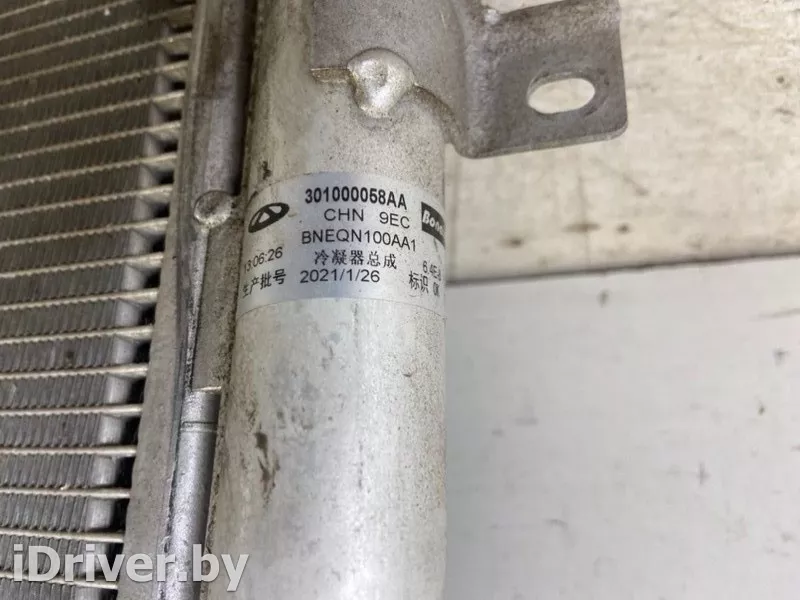 301000058AA
CHN 9EC
BNEQN100AA1
13:06:26 冷凝器总成
生产批号 2021/1/26 标识
iDriver.by